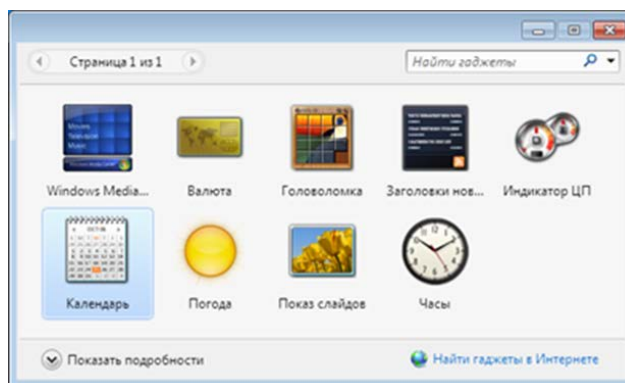 Страница 1 из 1
Найти гаджеты
Windows Media...
Валюта
Головоломка
Заголовки нов...
Индикатор ЦП
Календарь
Погода
Показ слайдов
Часы
Показать подробности
Найти гаджеты в Интернете